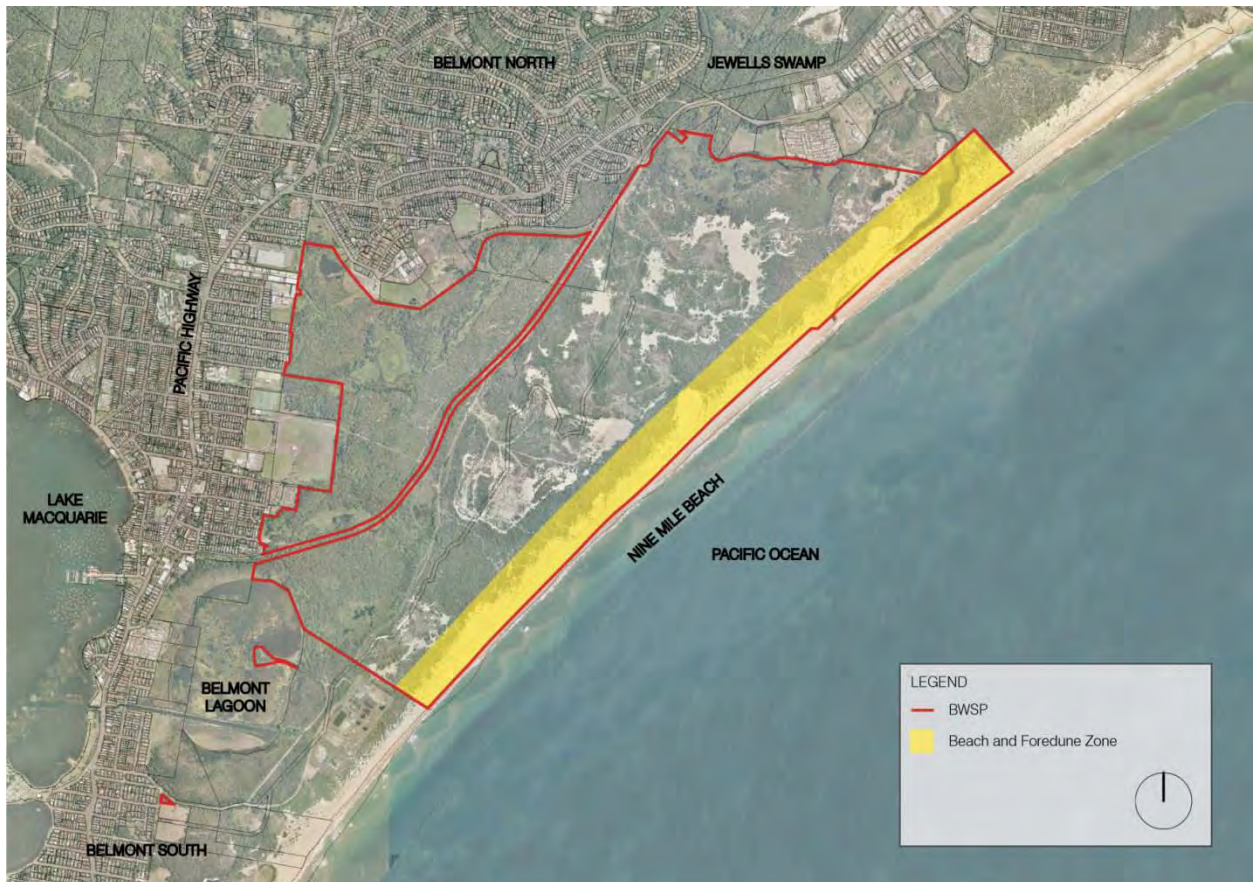 BELMONT NORTH
JEWELLS SWAMP
PACIFIC HIGHWAY
LAKE
MACQUARIE
NINE MILE BEACH
PACIFIC OCEAN
BELMONT
LAGOON
BELMONT SOUTH
LEGEND
BWSP
Beach and Foredune Zone